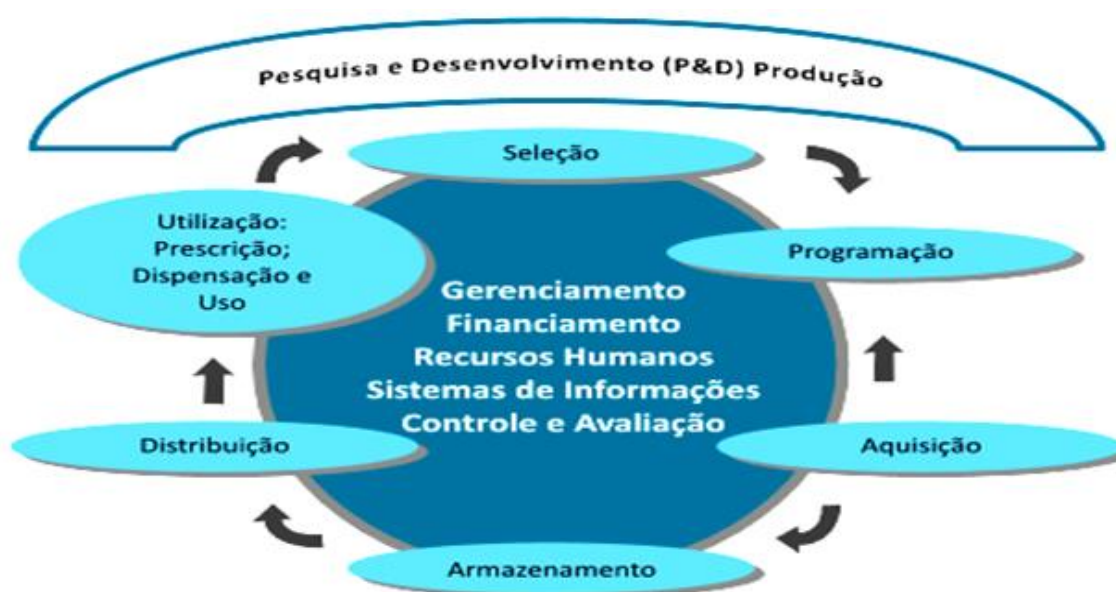 Pesquisa e Desenvolvimento (P&D) Produção
Seleção
Programação
Utilização:
Prescrição;
Dispensação e
Uso
Gerenciamento
Financiamento
Recursos Humanos
Sistemas de Informações
Controle e Avaliação
Distribuição
Aquisição
Armazenamento